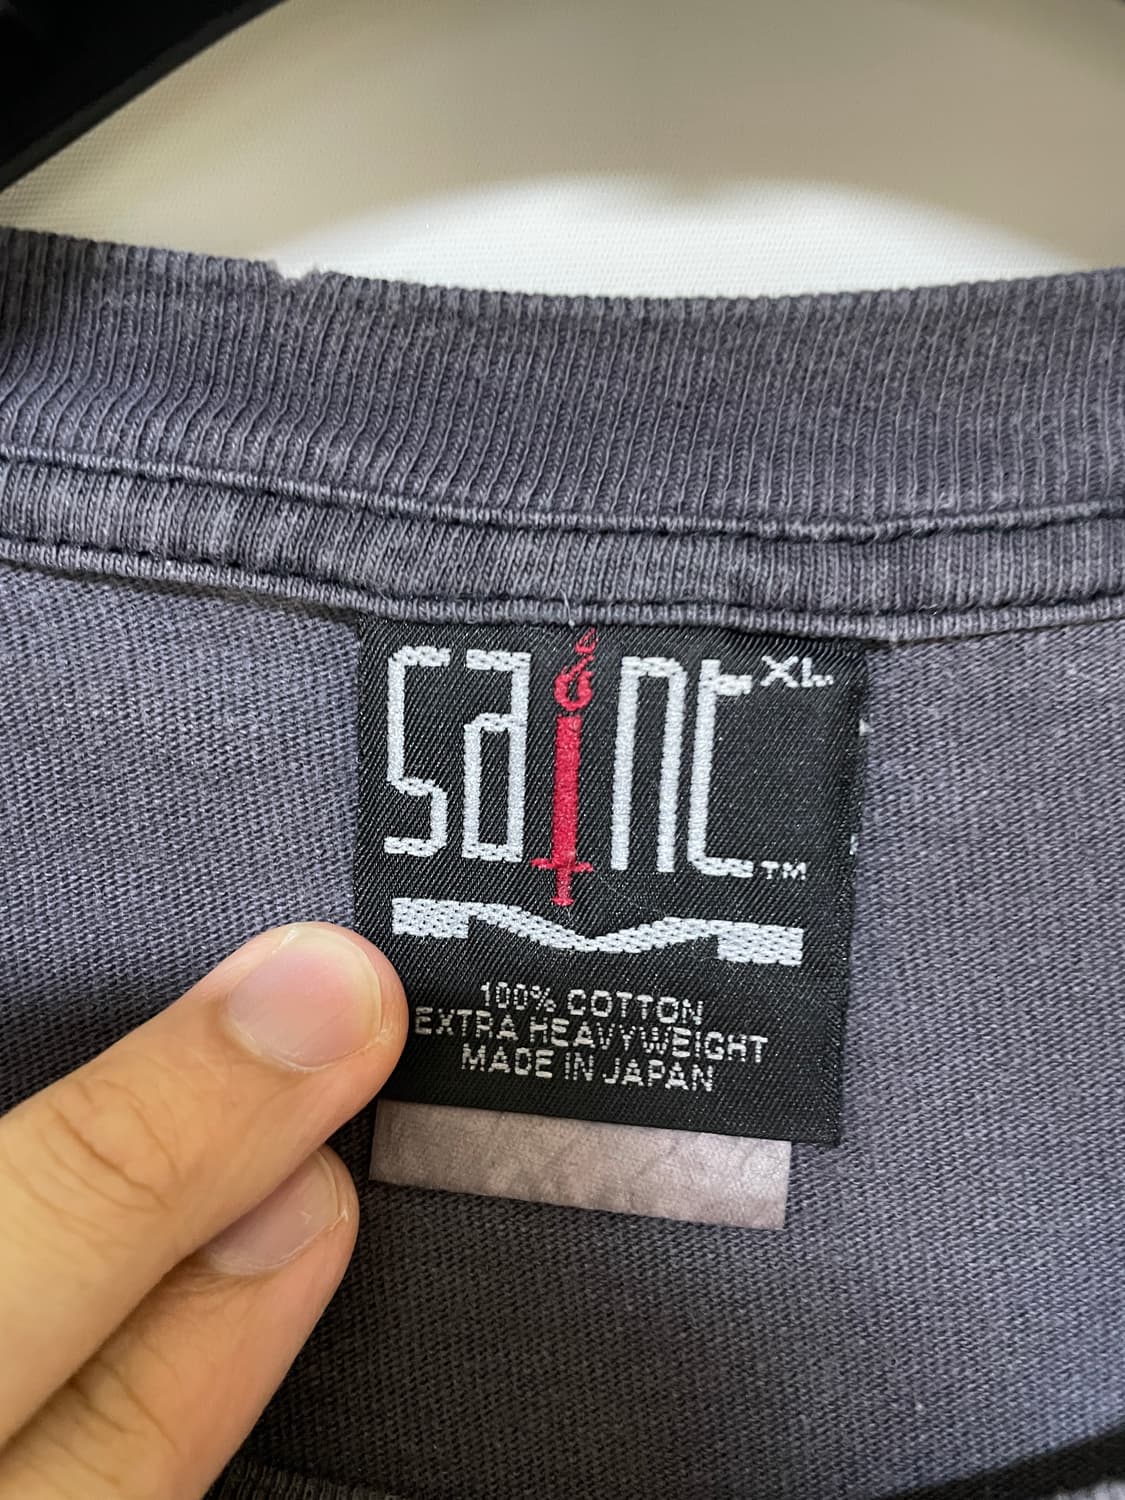 Saint XL
TM
100% COTTON
EXTRA HEAVYWEIGHT
MADE IN JAPAN